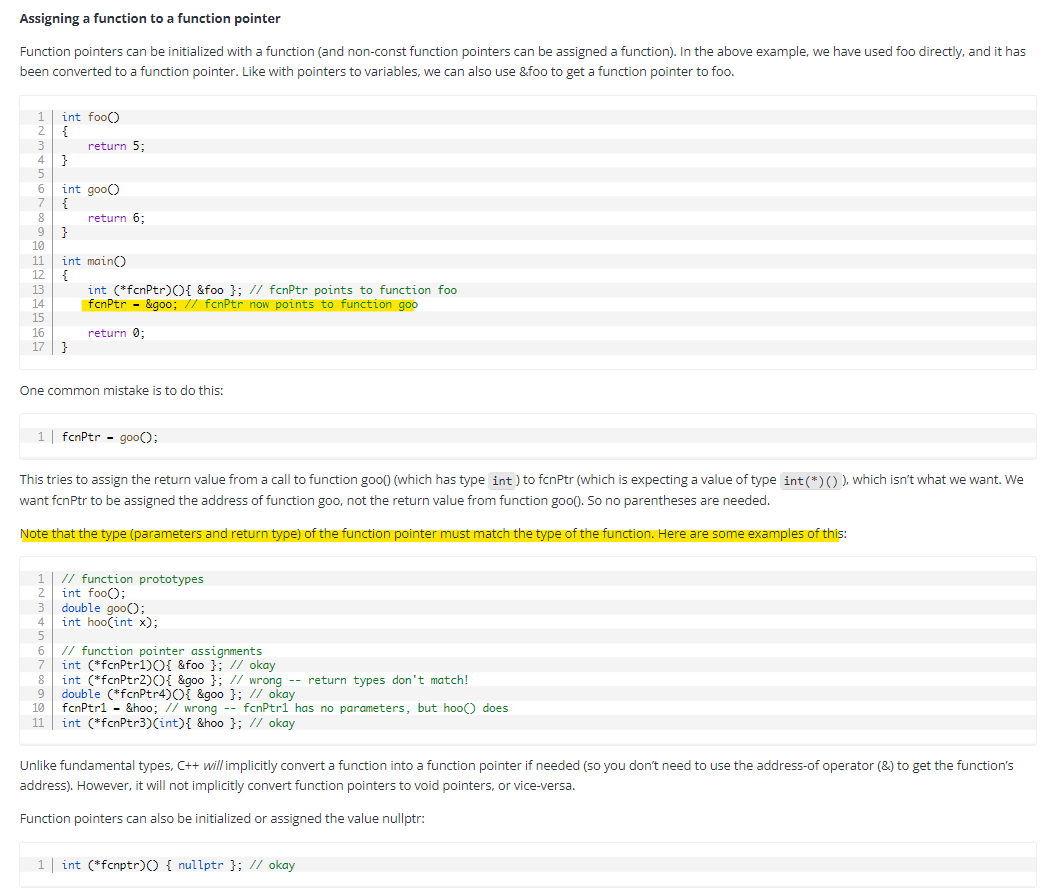 Assigning a function to a function pointer
Function pointers can be initialized with a function (and non-const function pointers can be assigned a function). In the above example, we have used foo directly, and it has
been converted to a function pointer. Like with pointers to variables, we can also use &foo to get a function pointer to foo.
1 int foo()
2 {
3 return 5;
4 }
5
6 int goo()
7 {
8 return 6;
9 }
10
11 int main()
12 {
13 int (*fcnPtr)(){ &foo }; // fcnPtr points to function foo
14 fcnPtr = &goo; // fcnPtr now points to function goo
15
16 return 0;
17 }
One common mistake is to do this:
1 fcnPtr = goo();
This tries to assign the return value from a call to function goo() (which has type int) to fcnPtr (which is expecting a value of type int(*)()), which isn't what we want. We
want fcnPtr to be assigned the address of function goo, not the return value from function goo(). So no parentheses are needed.
Note that the type (parameters and return type) of the function pointer must match the type of the function. Here are some examples of this:
1 // function prototypes
2 int foo();
3 double goo();
4 int hoo(int x);
5
6 // function pointer assignments
7 int (*fcnPtr1)(){ &foo }; // okay
8 int (*fcnPtr2)(){ &goo }; // wrong -- return types don't match!
9 double (*fcnPtr4)(){ &goo }; // okay
10 fcnPtr1 = &hoo; // wrong -- fcnPtr1 has no parameters, but hoo() does
11 int (*fcnPtr3)(int){ &hoo }; // okay
Unlike fundamental types, C++ will implicitly convert a function into a function pointer if needed (so you don't need to use the address-of operator (&) to get the function's
address). However, it will not implicitly convert function pointers to void pointers, or vice-versa.
Function pointers can also be initialized or assigned the value nullptr:
1 int (*fcnptr)() { nullptr }; // okay